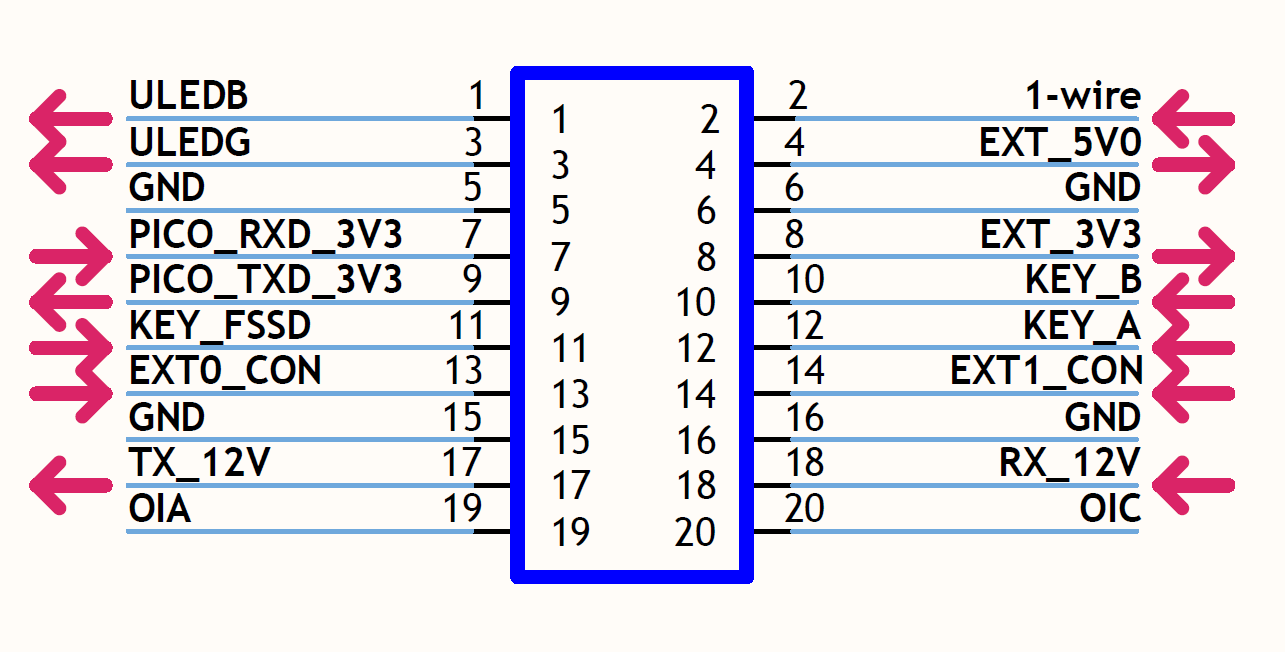 ULEDB 1 1 2 2 1-wire
ULEDG 3 3 4 4 EXT_5V0
GND 5 5 6 6 GND
PICO_RXD_3V3 7 7 8 8 EXT_3V3
PICO_TXD_3V3 9 9 10 10 KEY_B
KEY_FSSD 11 11 12 12 KEY_A
EXT0_CON 13 13 14 14 EXT1_CON
GND 15 15 16 16 GND
TX_12V 17 17 18 18 RX_12V
OIA 19 19 20 20 OIC